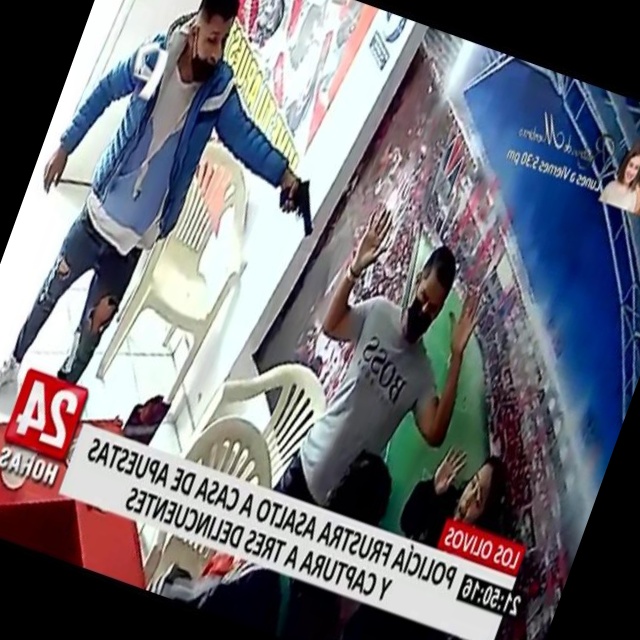 Lunes a Viernes 5:30 pm
BOSS
24
HORAS
LOS OLIVOS
21:50:16
POLICÍA FRUSTRA ASALTO A CASA DE APUESTAS
Y CAPTURA A TRES DELINCUENTES